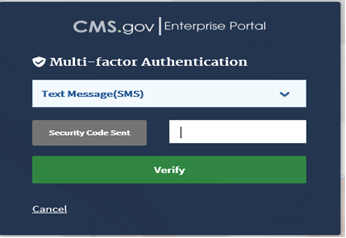 CMS.gov | Enterprise Portal
Multi-factor Authentication
Text Message(SMS)
Security Code Sent
Verify
Cancel